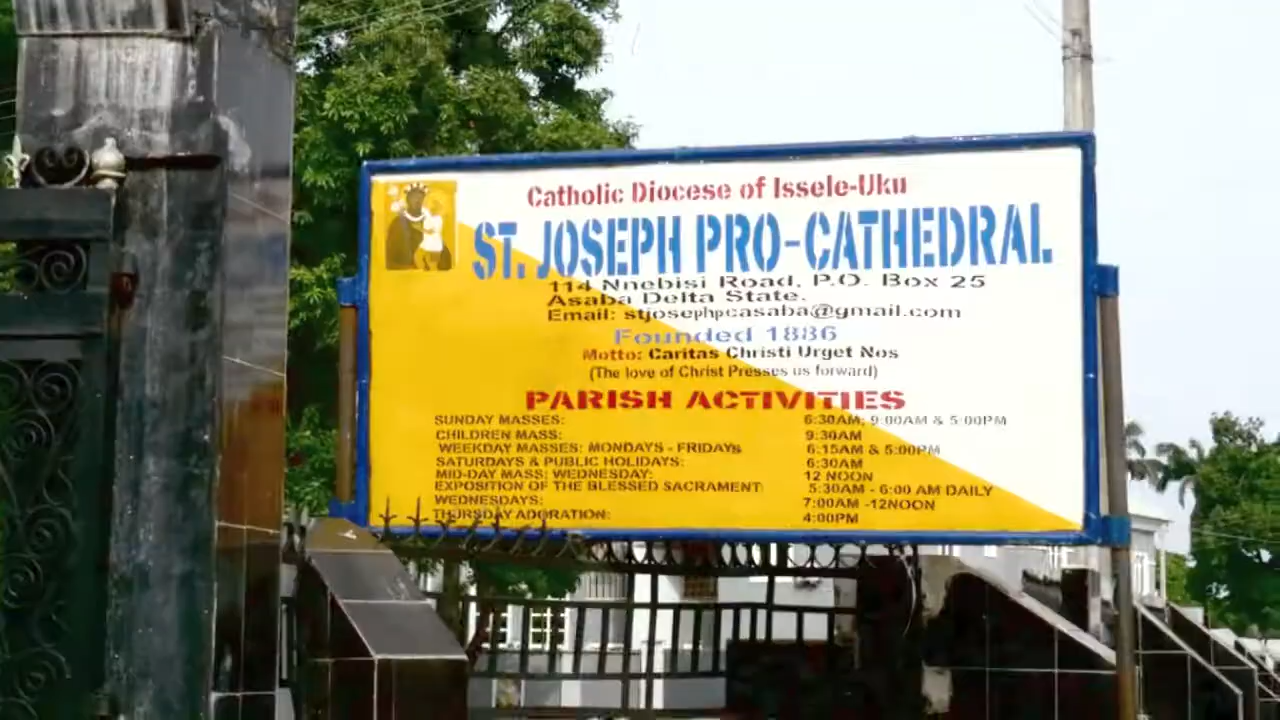 Catholic Diocese of Issele-Uku
ST. JOSEPH PRO-CATHEDRAL
114 Nnebisi Road, P.O. Box 25
Asaba Delta State.
Email: stjosephpcasaba@gmail.com
Founded 1886
Motto: Caritas Christi Urget Nos
(The love of Christ Presses us forward)
PARISH ACTIVITIES
SUNDAY MASSES: 6:30AM; 9:00AM & 5:00PM
CHILDREN MASS: 9:30AM
WEEKDAY MASSES: MONDAYS - FRIDAYS 6:15AM & 5:00PM
SATURDAYS & PUBLIC HOLIDAYS: 6:30AM
MID-DAY MASS; WEDNESDAY: 12 NOON
EXPOSITION OF THE BLESSED SACRAMENT: 5:30AM - 6:00 AM DAILY
WEDNESDAYS: 7:00AM -12NOON
THURSDAY ADORATION: 4:00PM